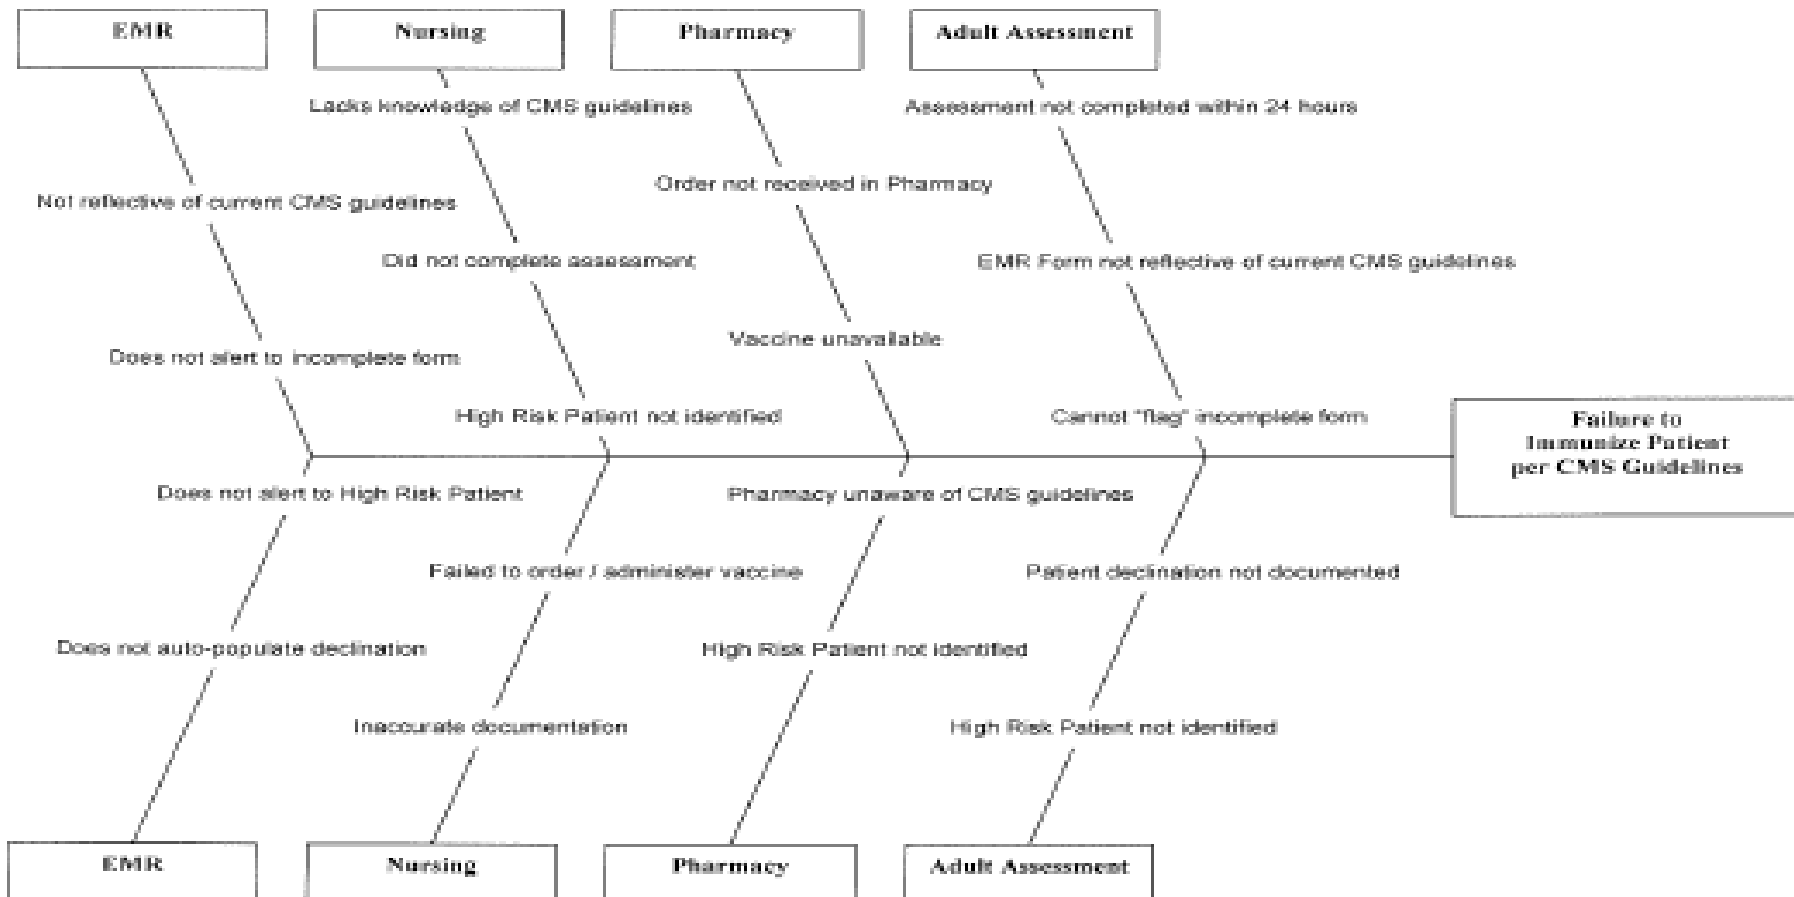 EMR
Nursing
Pharmacy
Adult Assessment
Lacks knowledge of CMS guidelines
Assessment not completed within 24 hours
Order not received in Pharmacy
Not reflective of current CMS guidelines
Did not complete assessment
EMR Form not reflective of current CMS guidelines
Vaccine unavailable
Does not alert to incomplete form
High Risk Patient not identified
Cannot "flag" incomplete form
Failure to
Immunize Patient
per CMS Guidelines
Does not alert to High Risk Patient
Pharmacy unaware of CMS guidelines
Failed to order / administer vaccine
Patient declination not documented
Does not auto-populate declination
High Risk Patient not identified
Inaccurate documentation
High Risk Patient not identified
EMR
Nursing
Pharmacy
Adult Assessment